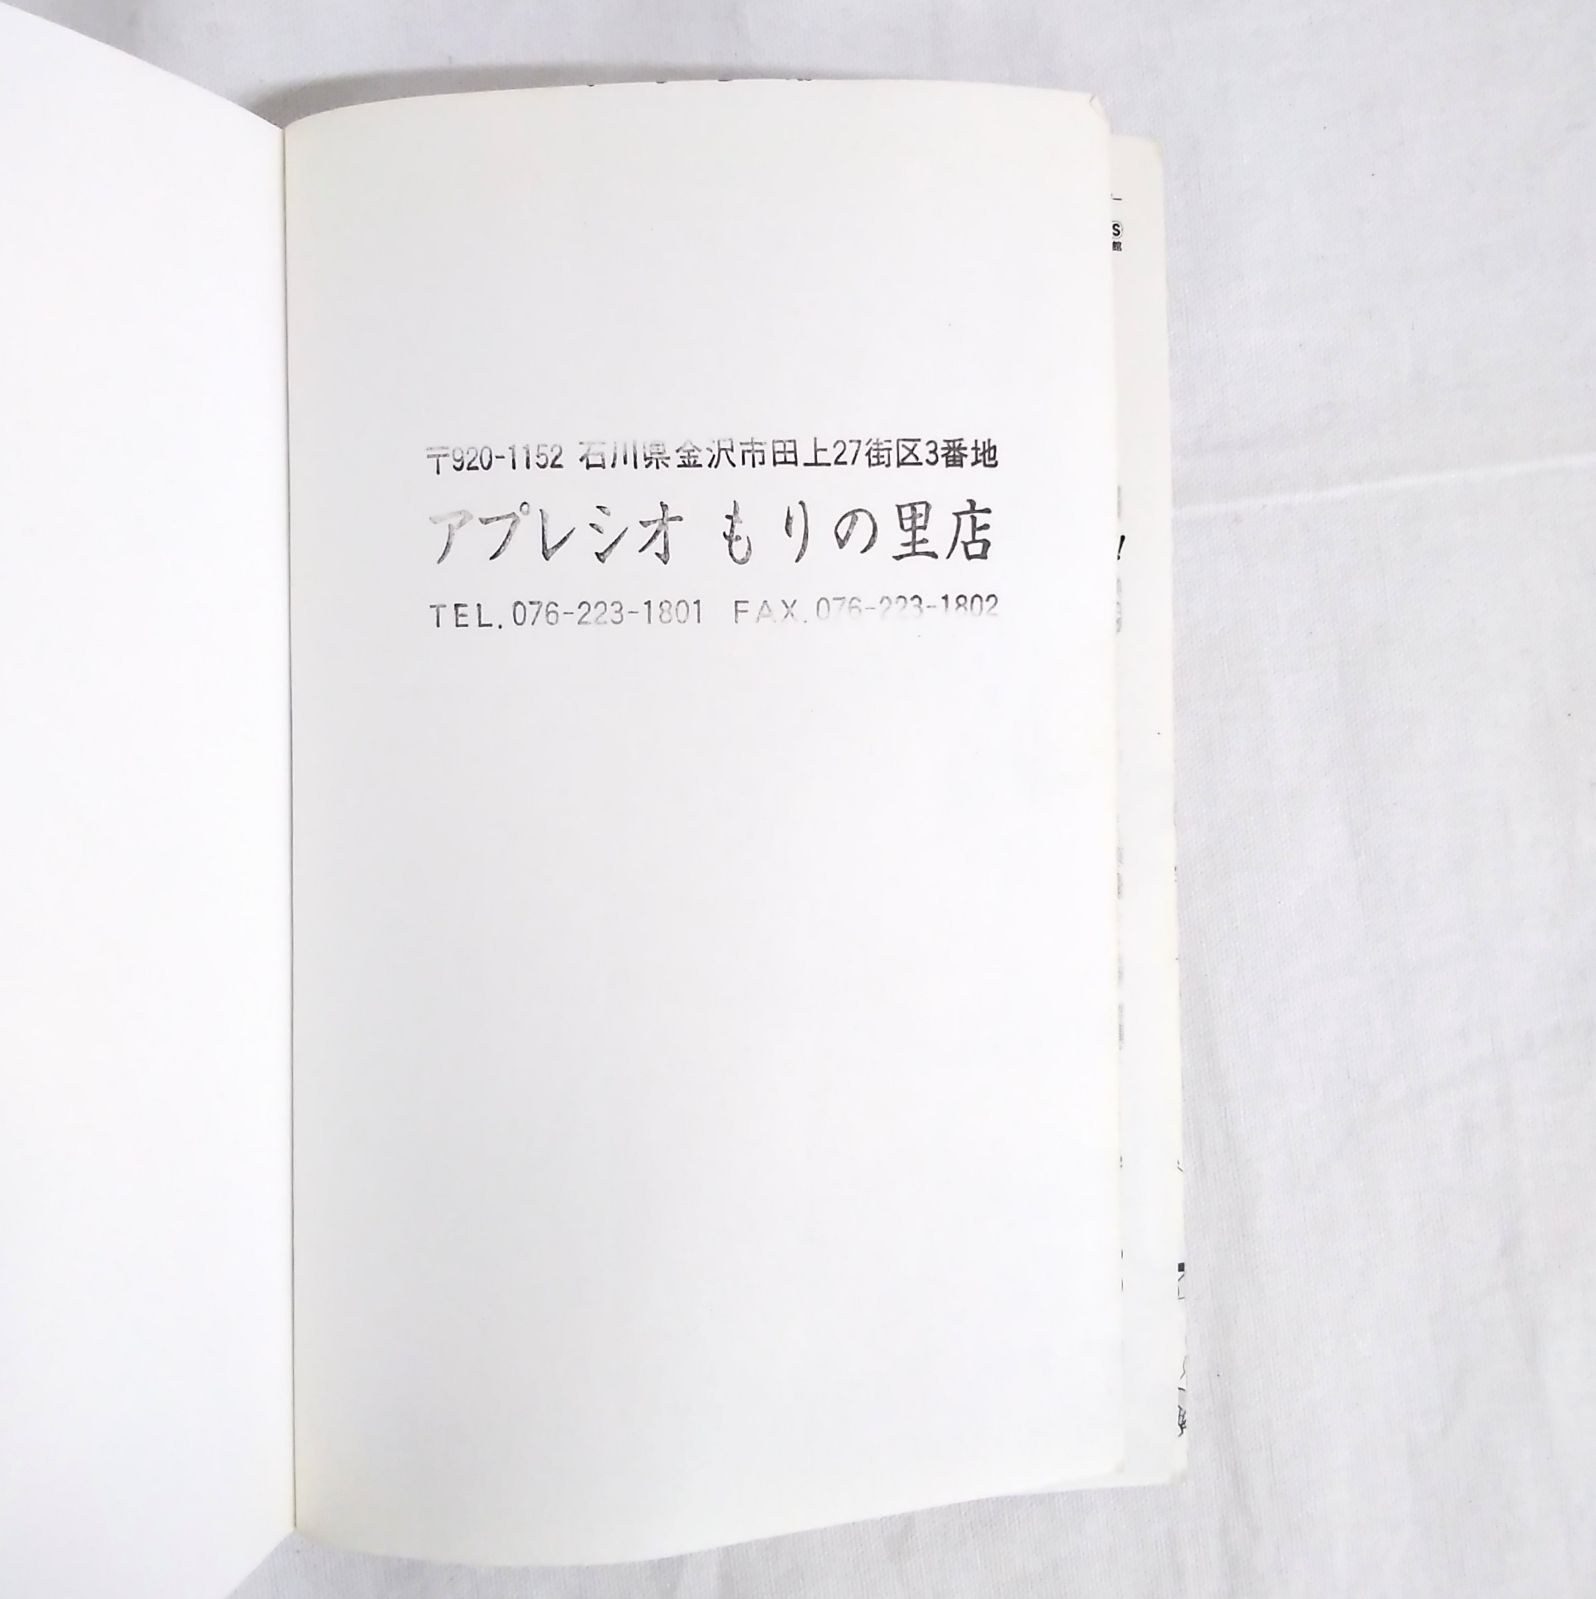 〒920-1152 石川県金沢市田上27街区3番地
アプレシオ もりの里店
TEL.076-223-1801 FAX.076-223-1802
S
館
!